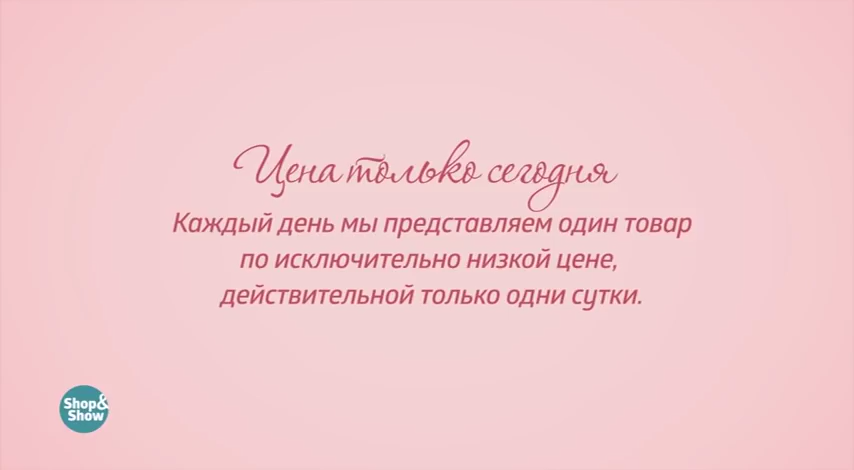 Цена только сегодня
Каждый день мы представляем один товар
по исключительно низкой цене,
действительной только одни сутки.
Shop&
Show